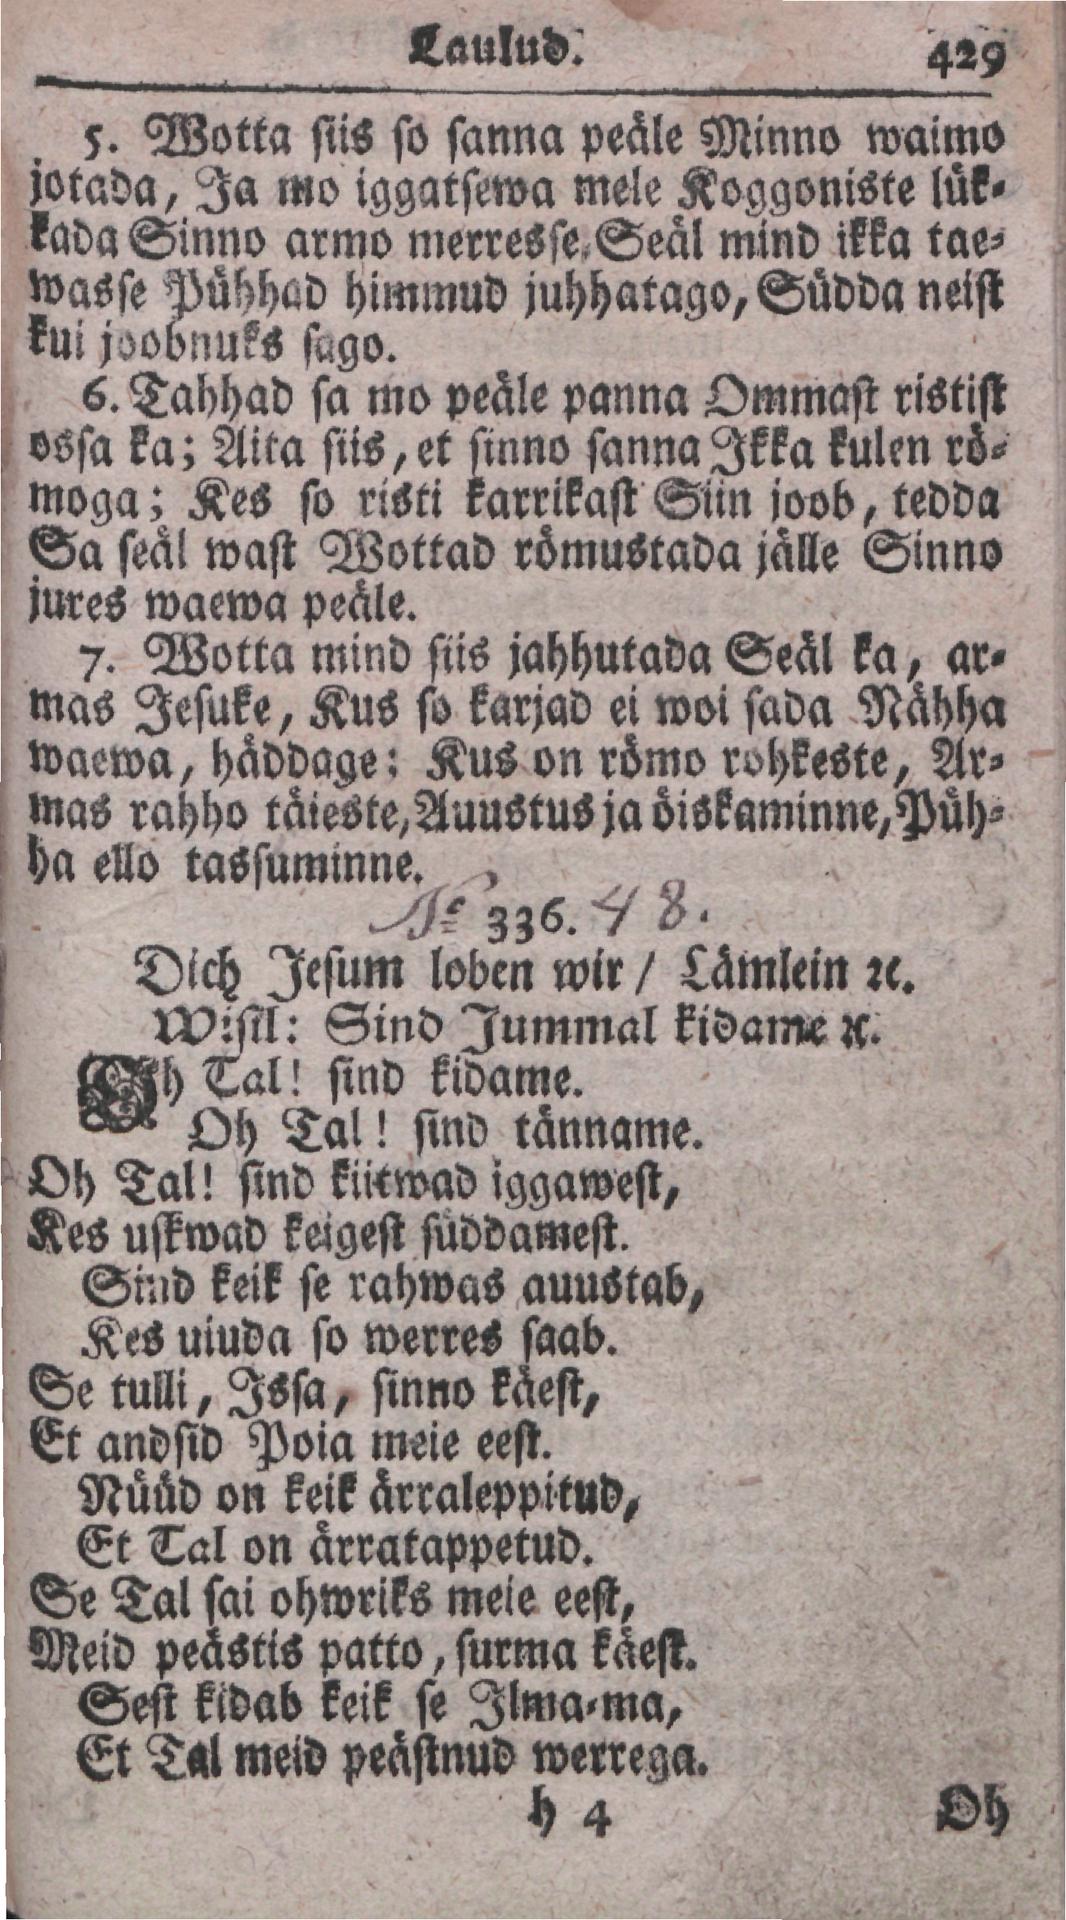 Laulud. 429
5. Wotta siis so sanna peäle Minno waimo
jotada, Ja mo iggatsewa mele Koggoniste lük-
kada Sinno armo merresse, Seäl mind ikka tae-
wasse Pühhad himmud juhhatago, Südda neist
kui joobnuks sago.
6. Tahhad sa mo peäle panna Ommast ristist
ossa ka; Aita siis, et sinno sanna Ikka kulen rö-
moga; Kes so risti karrikast Siin joob, tedda
Sa seäl wast Wottad römustada jälle Sinno
jures waewa peäle.
7. Wotta mind siis jahhutada Seäl ka, ar-
mas Jesuke, Kus so karjad ei woi sada Nähha
waewa, häddage: Kus on römo rohkeste, Ar-
mas rahho täieste, Auustus ja öiskaminne, Püh-
ha ello tassuminne.
No 336. 48.
Dich Jesum loben wir / Lämlein ꝛc.
Wisil: Sind Jummal kidame ꝛc.
Oh Tal! sind kidame.
Oh Tal! sind tänname.
Oh Tal! sind kiitwad iggawest,
Kes uskwad keigest süddamest.
Sind keik se rahwas auustab,
Kes uiuda so werres saab.
Se tulli, Issa, sinno käest,
Et andsid Poia meie eest.
Nüüd on keik ärraleppitud,
Et Tal on ärratappetud.
Se Tal sai ohwriks meie eest,
Meid peästis patto, surma käest.
Sest kidab keik se Ilma-ma,
Et Tal meid peästnud werrega.
h 4 Oh